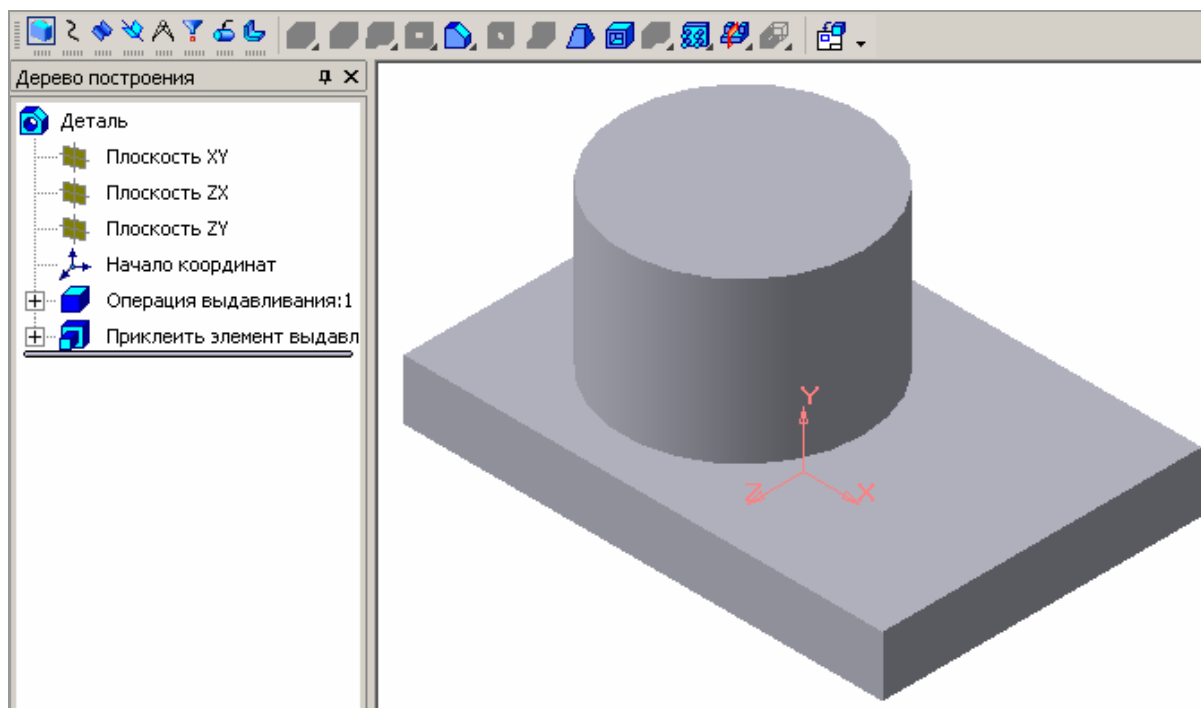 Дерево построения
Деталь
Плоскость XY
Плоскость ZX
Плоскость ZY
Начало координат
Операция выдавливания:1
Приклеить элемент выдавл
Y
Z
X